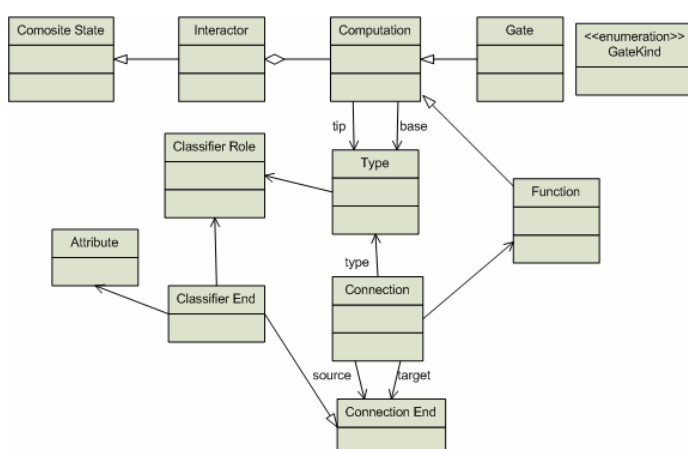 Comosite State
Interactor
Computation
Gate
<<enumeration>>
GateKind
tip
base
Classifier Role
Type
Function
Attribute
type
Classifier End
Connection
source
target
Connection End